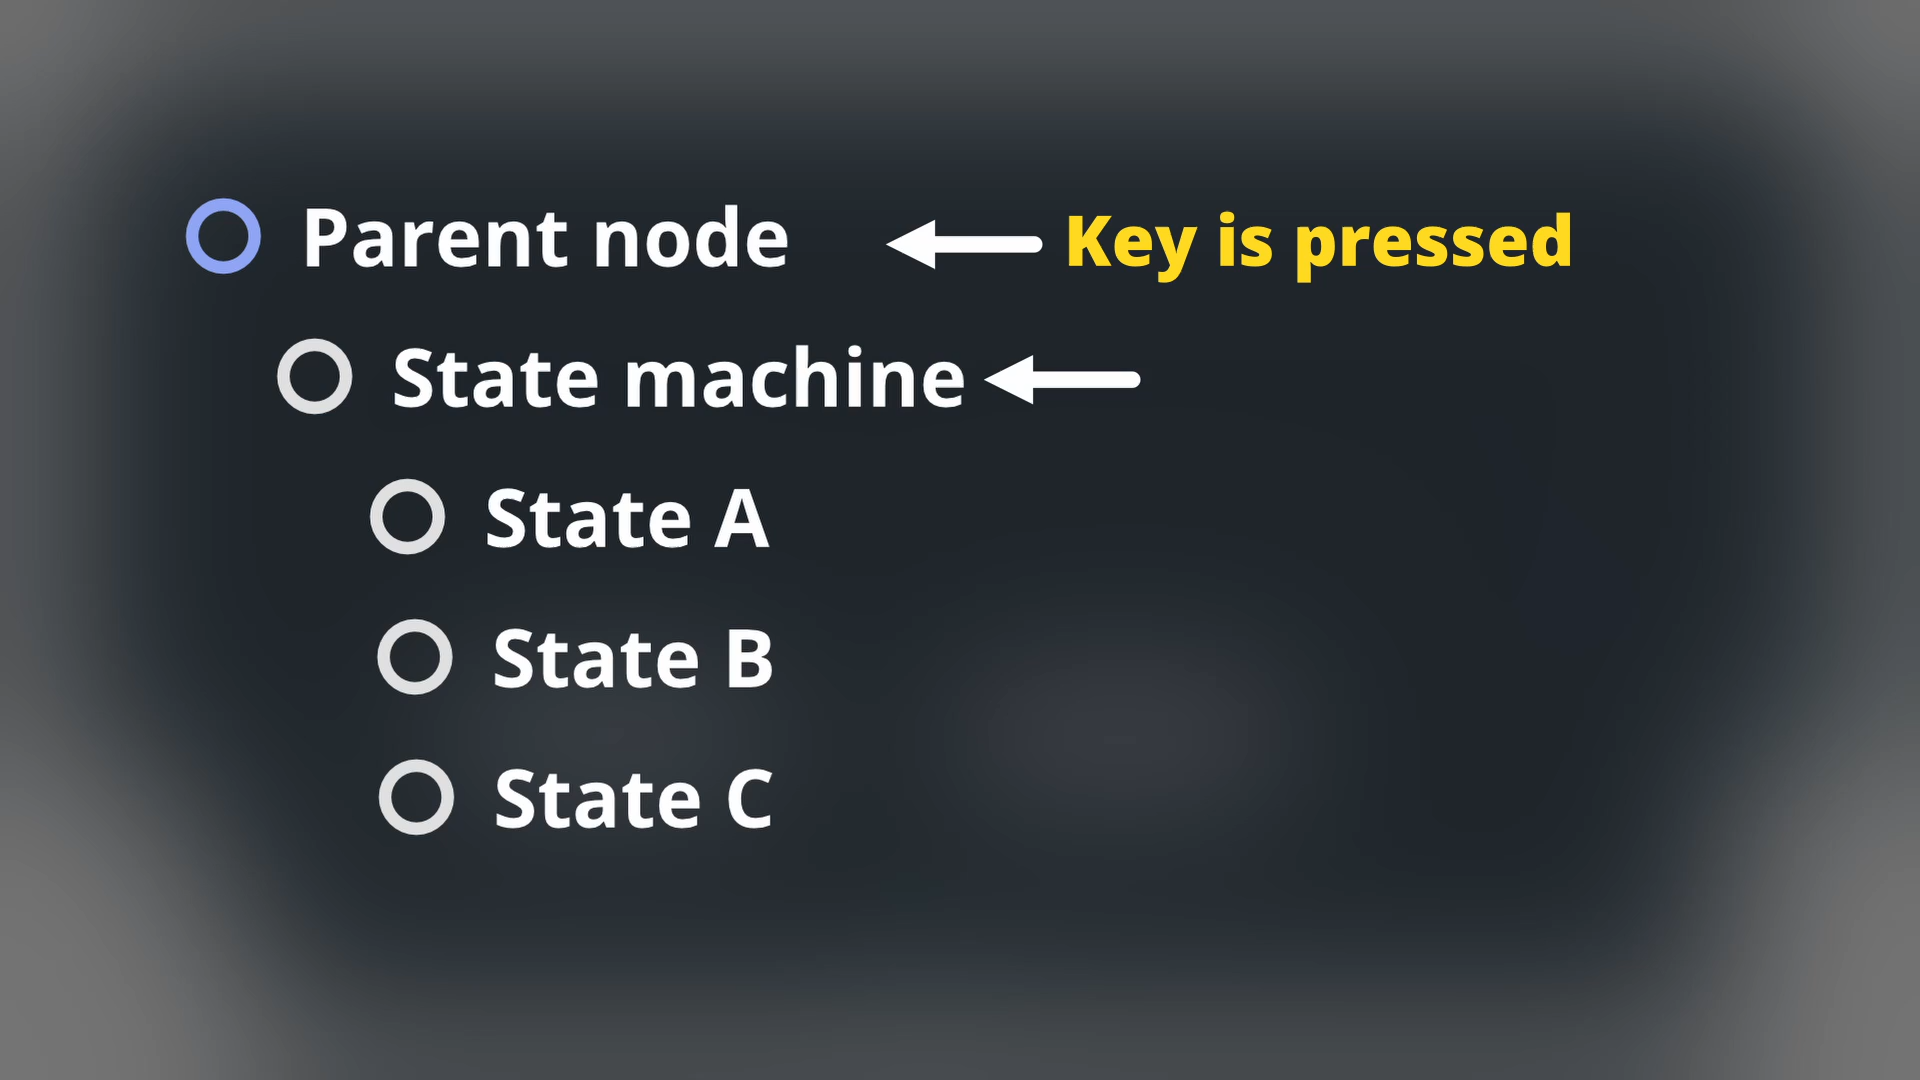 Parent node
Key is pressed
State machine
State A
State B
State C